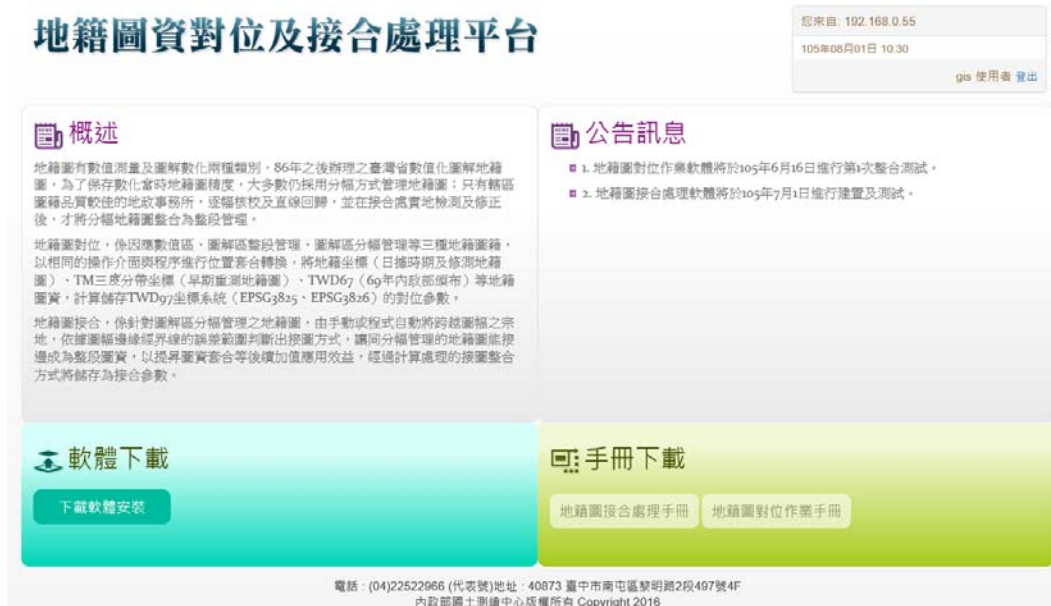 地籍圖資對位及接合處理平台
您來自: 192.168.0.55
105年08月01日 10:30
gis 使用者 登出
概述
地籍圖有數值測量及圖解數化兩種類別，86年之後辦理之臺灣省數值化圖解地籍
圖，為了保存數化當時地籍圖精度，大多數仍採用分幅方式管理地籍圖；只有轄區
圖籍品質較佳的地政事務所，逐幅核校及直線回歸，並在接合處實地檢測及修正
後，才將分幅地籍圖整合為整段管理。
地籍圖對位，係因應數值區、圖解區整段管理、圖解區分幅管理等三種地籍圖籍，
以相同的操作介面與程序進行位置套合轉換，將地籍坐標（日據時期及修測地籍
圖）、TM三度分帶坐標（早期重測地籍圖）、TWD67（69年內政部頒布）等地籍
圖資，計算儲存TWD97坐標系統（EPSG3825、EPSG3826）的對位參數。
地籍圖接合，係針對圖解區分幅管理之地籍圖，由手動或程式自動將跨越圖幅之宗
地，依據圖幅邊緣經界線的誤差範圍判斷出接圖方式，讓同分幅管理的地籍圖能接
邊成為整段圖資，以提昇圖資套合等後續加值應用效益，經過計算處理的接圖整合
方式將儲存為接合參數。
公告訊息
1. 地籍圖對位作業軟體將於105年6月16日進行第1次整合測試。
2. 地籍圖接合處理軟體將於105年7月1日進行建置及測試。
軟體下載
下載軟體安裝
手冊下載
地籍圖接合處理手冊 地籍圖對位作業手冊
電話 : (04)22522966 (代表號)地址 : 40873 臺中市南屯區黎明路2段497號4F
內政部國土測繪中心版權所有 Copyright 2016